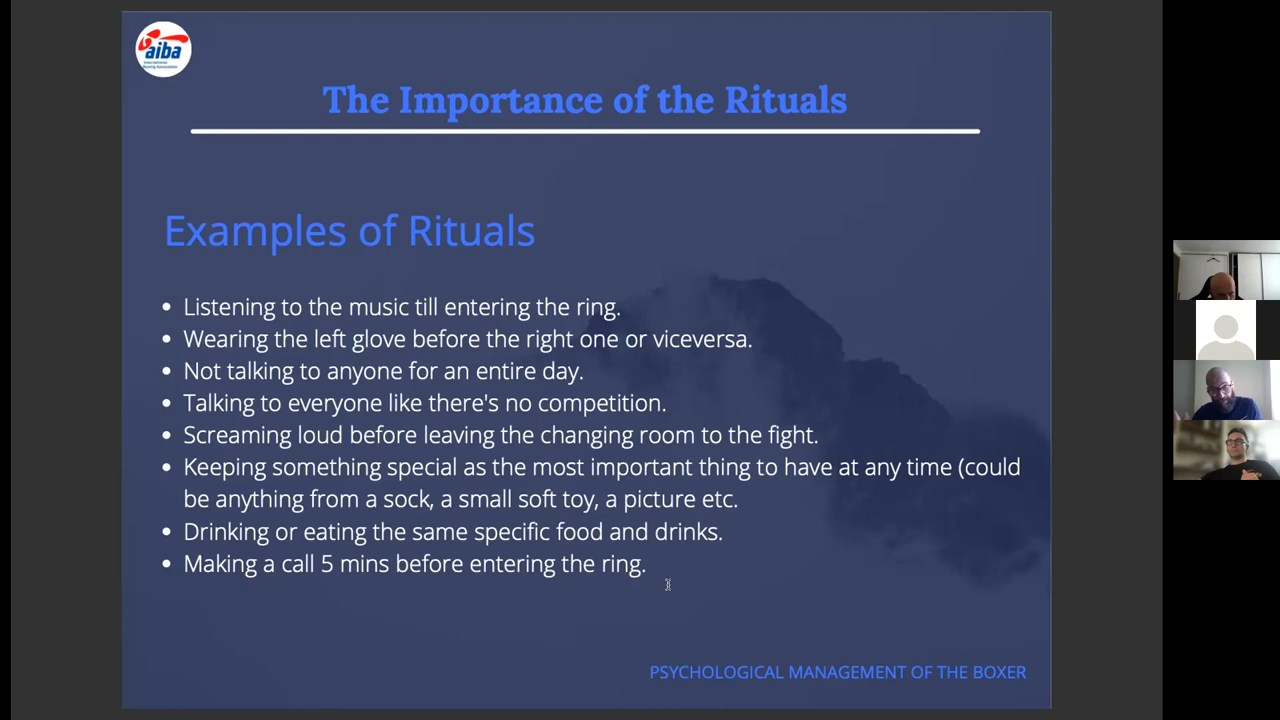 aiba
International
Boxing Association
The Importance of the Rituals
Examples of Rituals
• Listening to the music till entering the ring.
• Wearing the left glove before the right one or viceversa.
• Not talking to anyone for an entire day.
• Talking to everyone like there's no competition.
• Screaming loud before leaving the changing room to the fight.
• Keeping something special as the most important thing to have at any time (could
be anything from a sock, a small soft toy, a picture etc.
• Drinking or eating the same specific food and drinks.
• Making a call 5 mins before entering the ring.
PSYCHOLOGICAL MANAGEMENT OF THE BOXER